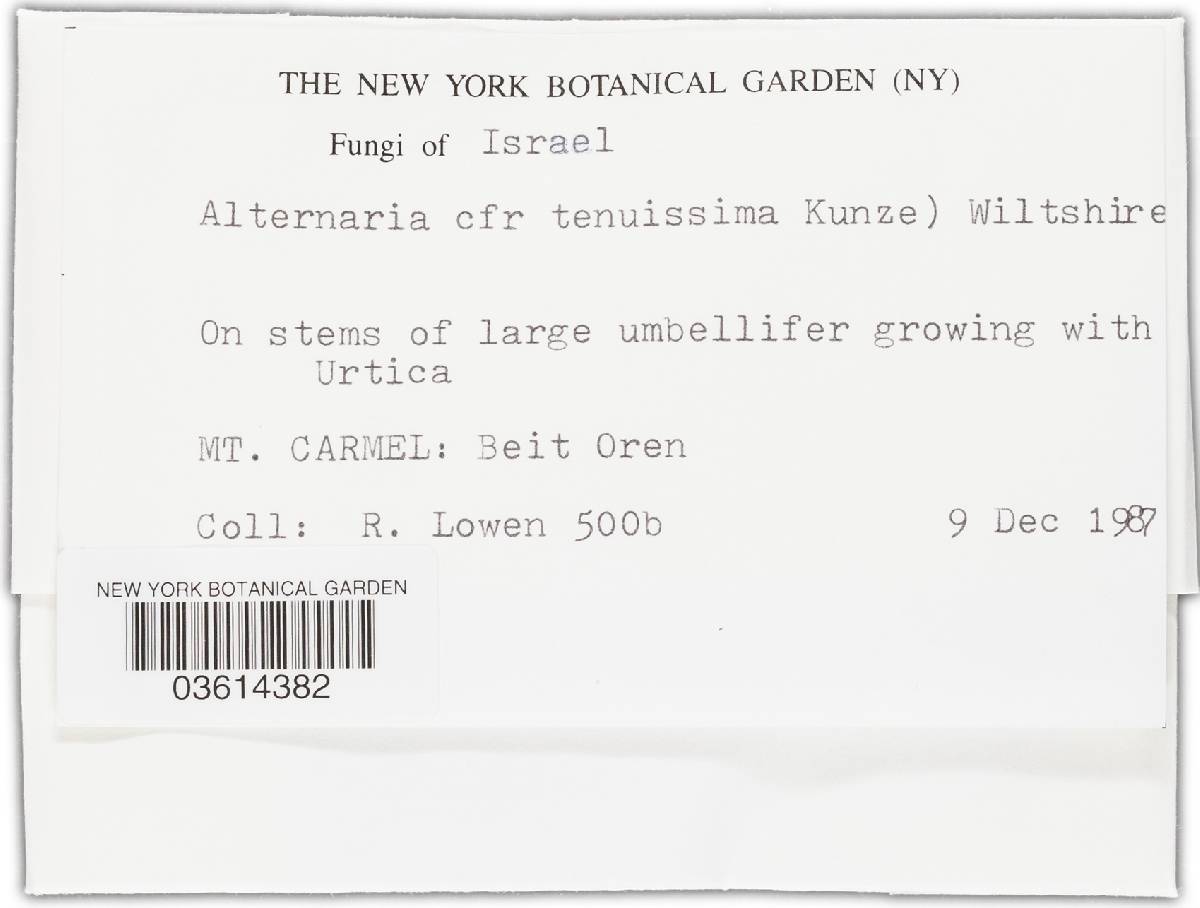 THE NEW YORK BOTANICAL GARDEN (NY)
Fungi of Israel
Alternaria cfr tenuissima Kunze) Wiltshire
On stems of large umbellifer growing with
Urtica
MT. CARMEL: Beit Oren
Coll: R. Lowen 500b 9 Dec 1987
NEW YORK BOTANICAL GARDEN
03614382